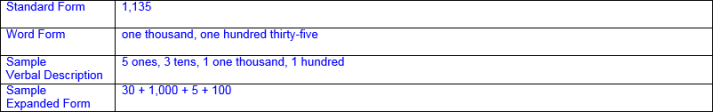 Standard Form 1,135
Word Form one thousand, one hundred thirty-five
Sample
Verbal Description 5 ones, 3 tens, 1 one thousand, 1 hundred
Sample
Expanded Form 30 + 1,000 + 5 + 100